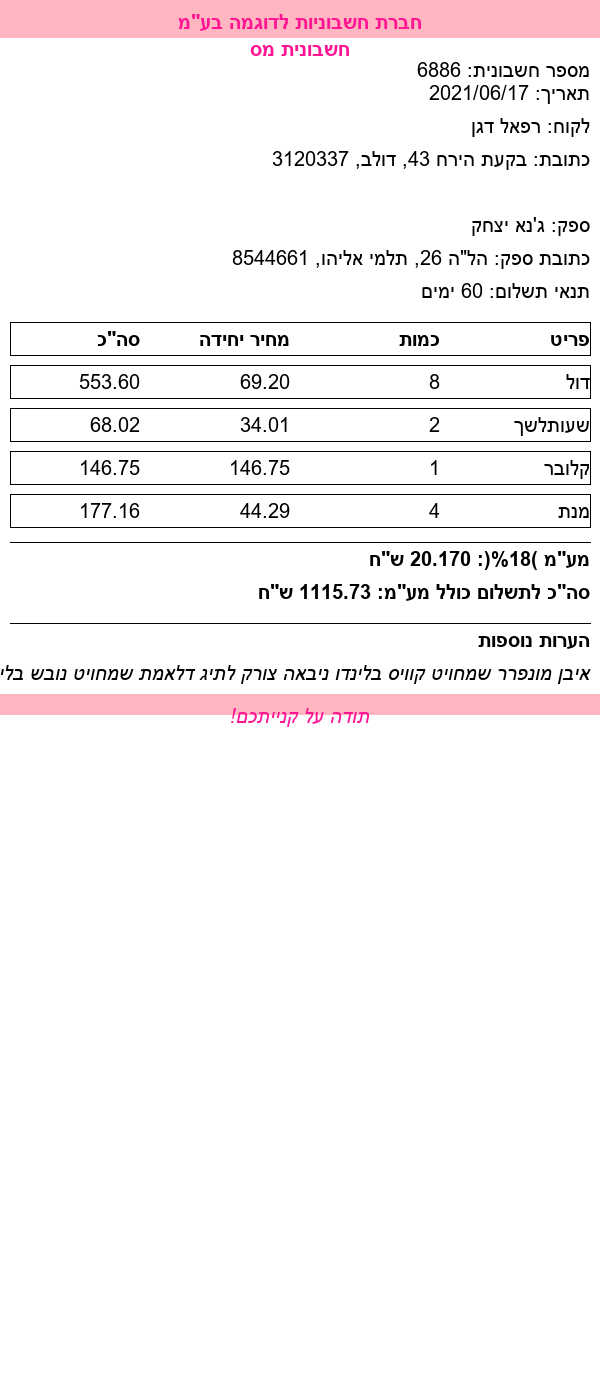 חברת חשבוניות לדוגמה בע"מ
חשבונית מס
מספר חשבונית: 6886
תאריך: 2021/06/17
לקוח: רפאל דגן
כתובת: בקעת הירח 43, דולב, 3120337
ספק: ג'נא יצחק
כתובת ספק: הל"ה 26, תלמי אליהו, 8544661
תנאי תשלום: 60 ימים
פריט כמות מחיר יחידה סה"כ
דול 8 69.20 553.60
שעותלשך 2 34.01 68.02
קלובר 1 146.75 146.75
מנת 4 44.29 177.16
מע"מ )18%(: 20.170 ש"ח
סה"כ לתשלום כולל מע"מ: 1115.73 ש"ח
הערות נוספות
איבן מונפרר שמחויט קוויס בלינדו ניבאה צורק לתיג דלאמת שמחויט נובש בלי
תודה על קנייתכם!